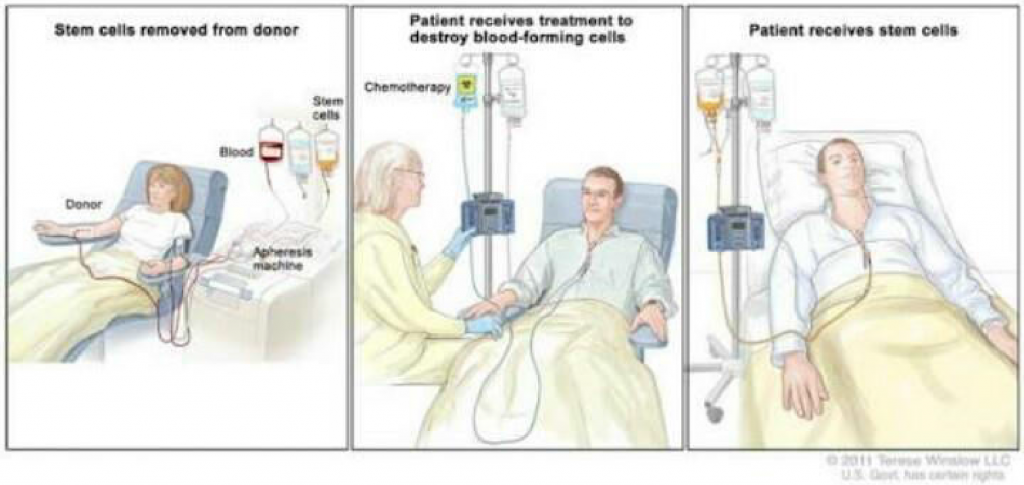 Stem cells removed from donor
Stem
cells
Blood
Donor
Apheresis
machine
Patient receives treatment to
destroy blood-forming cells
Chemotherapy
Patient receives stem cells
© 2011 Terese Winslow LLC
U.S. Govt. has certain rights